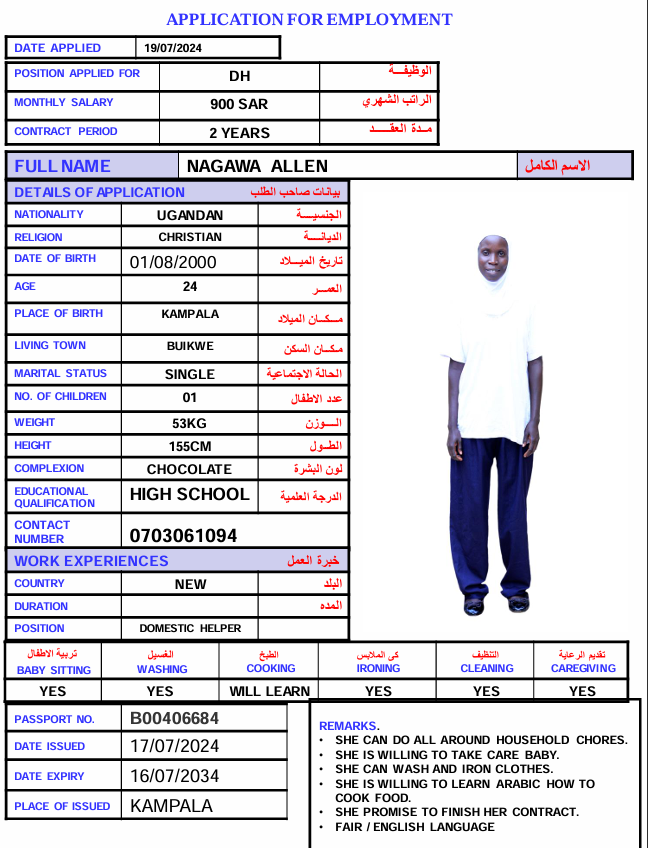 APPLICATION FOR EMPLOYMENT
DATE APPLIED 19/07/2024
POSITION APPLIED FOR DH الوظيفـــة
MONTHLY SALARY 900 SAR الراتب الشهري
CONTRACT PERIOD 2 YEARS مـدة العقـــد
FULL NAME NAGAWA ALLEN الاسم الكامل
DETAILS OF APPLICATION بيانات صاحب الطلب
NATIONALITY UGANDAN الجنسيـــة
RELIGION CHRISTIAN الديانـــة
DATE OF BIRTH 01/08/2000 تاريخ الميـــلاد
AGE 24 العمـــر
PLACE OF BIRTH KAMPALA مـكـان الميلاد
LIVING TOWN BUIKWE مكـان السكن
MARITAL STATUS SINGLE الحالة الاجتماعية
NO. OF CHILDREN 01 عدد الاطفال
WEIGHT 53KG الـــوزن
HEIGHT 155CM الطـول
COMPLEXION CHOCOLATE لون البشرة
EDUCATIONAL QUALIFICATION HIGH SCHOOL الدرجة العلمية
CONTACT NUMBER 0703061094
WORK EXPERIENCES خبرة العمل
COUNTRY NEW البلد
DURATION المده
POSITION DOMESTIC HELPER
تربية الاطفال الغسيل الطبخ كى الملابس التنظيف تقديم الرعاية
BABY SITTING WASHING COOKING IRONING CLEANING CAREGIVING
YES YES WILL LEARN YES YES YES
PASSPORT NO. B00406684
DATE ISSUED 17/07/2024
DATE EXPIRY 16/07/2034
PLACE OF ISSUED KAMPALA
REMARKS.
• SHE CAN DO ALL AROUND HOUSEHOLD CHORES.
• SHE IS WILLING TO TAKE CARE BABY.
• SHE CAN WASH AND IRON CLOTHES.
• SHE IS WILLING TO LEARN ARABIC HOW TO
COOK FOOD.
• SHE PROMISE TO FINISH HER CONTRACT.
• FAIR / ENGLISH LANGUAGE